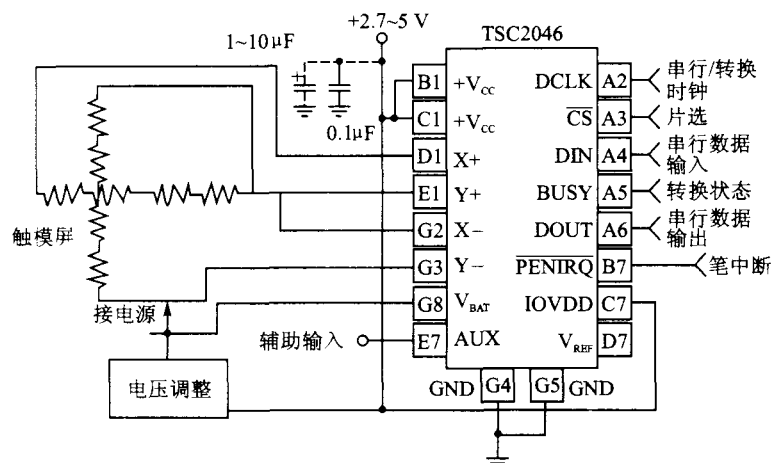 +2.7~5 V
TSC2046
1~10μF
+
0.1μF
B1 +Vcc
C1 +Vcc
D1 X+
E1 Y+
G2 X−
G3 Y−
G8 VBAT
E7 AUX
DCLK A2 串行/转换时钟
CS A3 片选
DIN A4 串行数据输入
BUSY A5 转换状态
DOUT A6 串行数据输出
PENIRQ B7 笔中断
IOVDD C7
VREF D7
触模屏
接电源
辅助输入
电压调整
GND G4 G5 GND